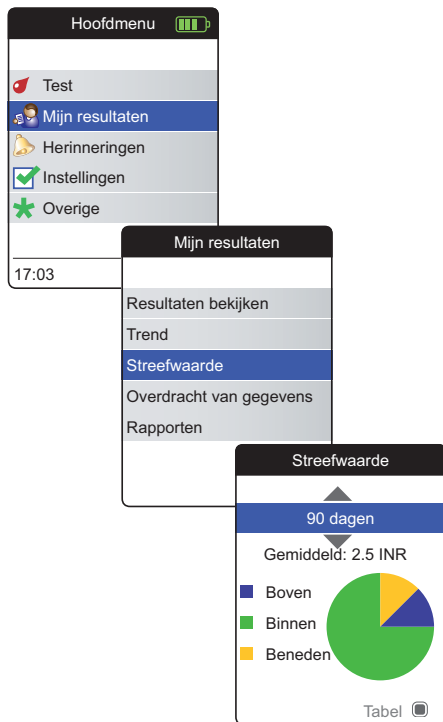 Hoofdmenu
Test
Mijn resultaten
Herinneringen
Instellingen
Overige
17:03
Mijn resultaten
Resultaten bekijken
Trend
Streefwaarde
Overdracht van gegevens
Rapporten
Streefwaarde
90 dagen
Gemiddeld: 2.5 INR
Boven
Binnen
Beneden
Tabel